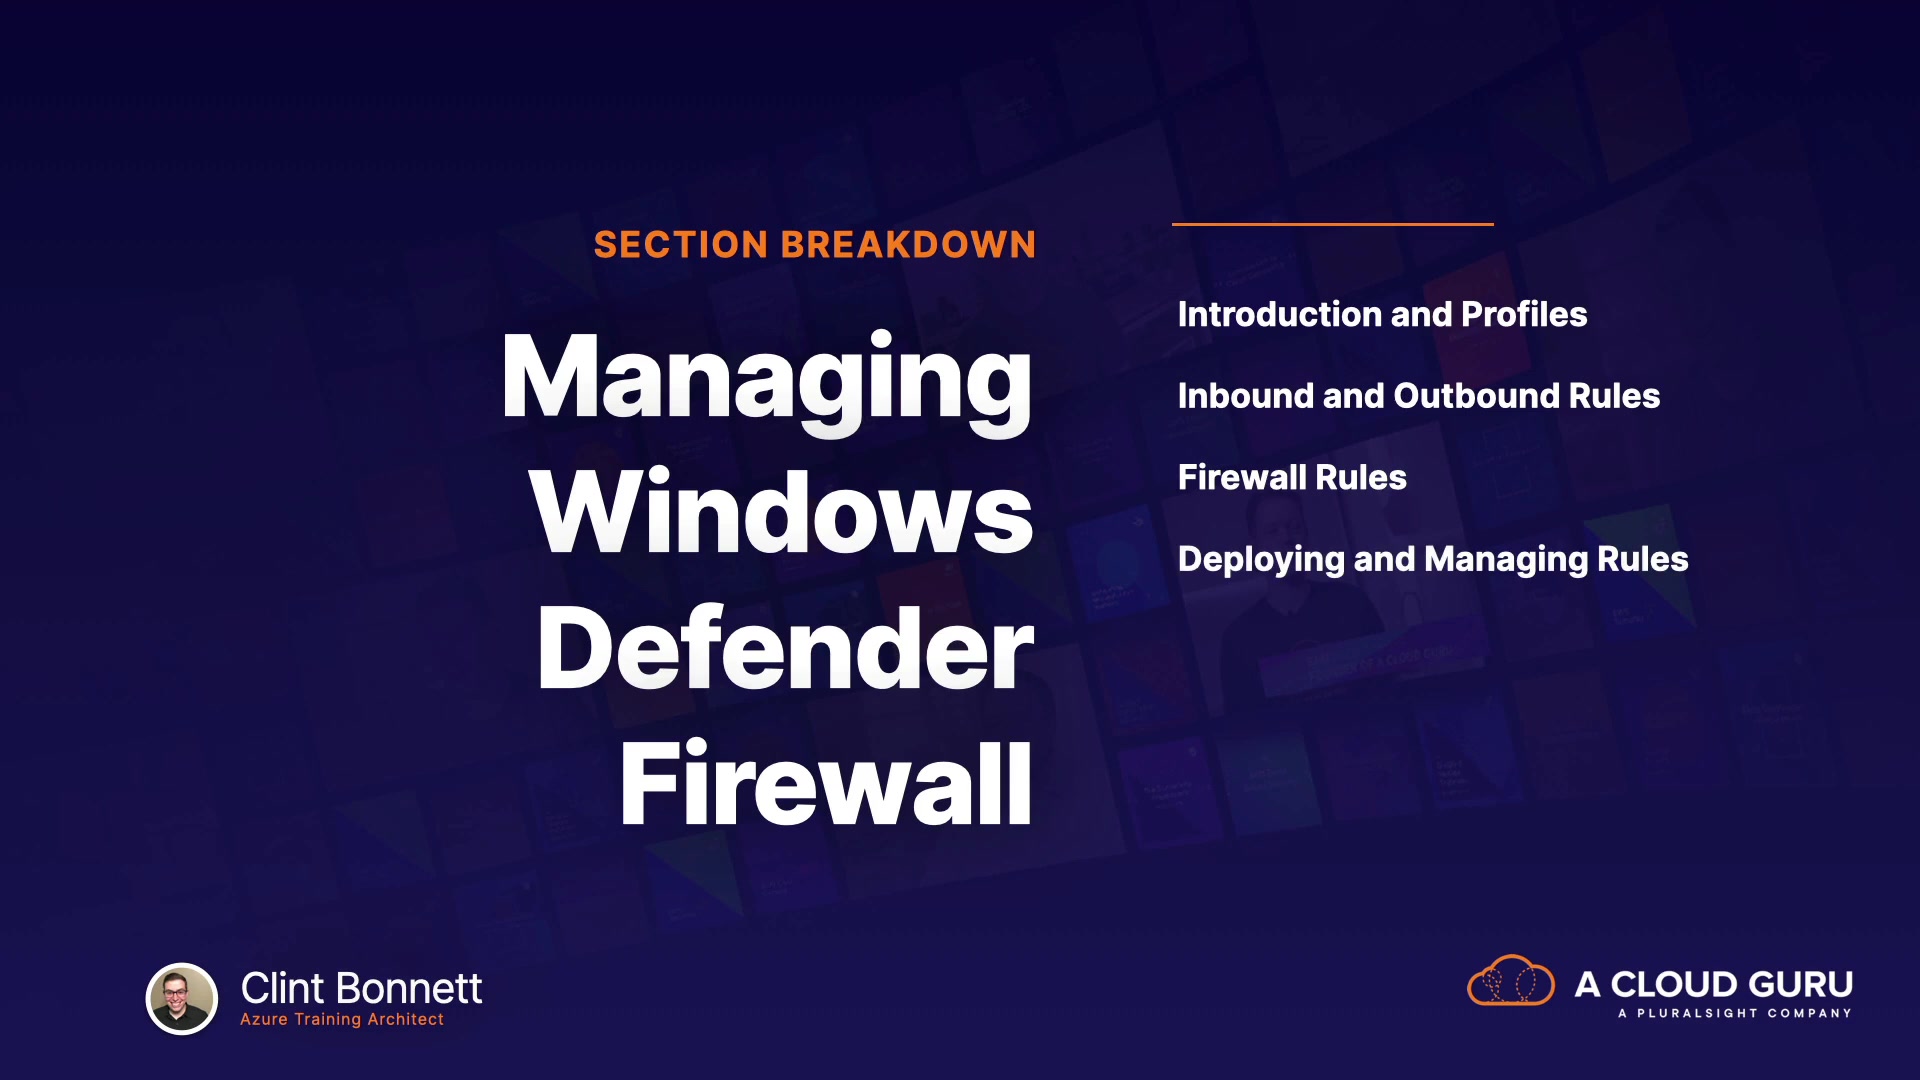 SECTION BREAKDOWN
Managing
Windows
Defender
Firewall
Introduction and Profiles
Inbound and Outbound Rules
Firewall Rules
Deploying and Managing Rules
Clint Bonnett
Azure Training Architect
A CLOUD GURU
A PLURALSIGHT COMPANY